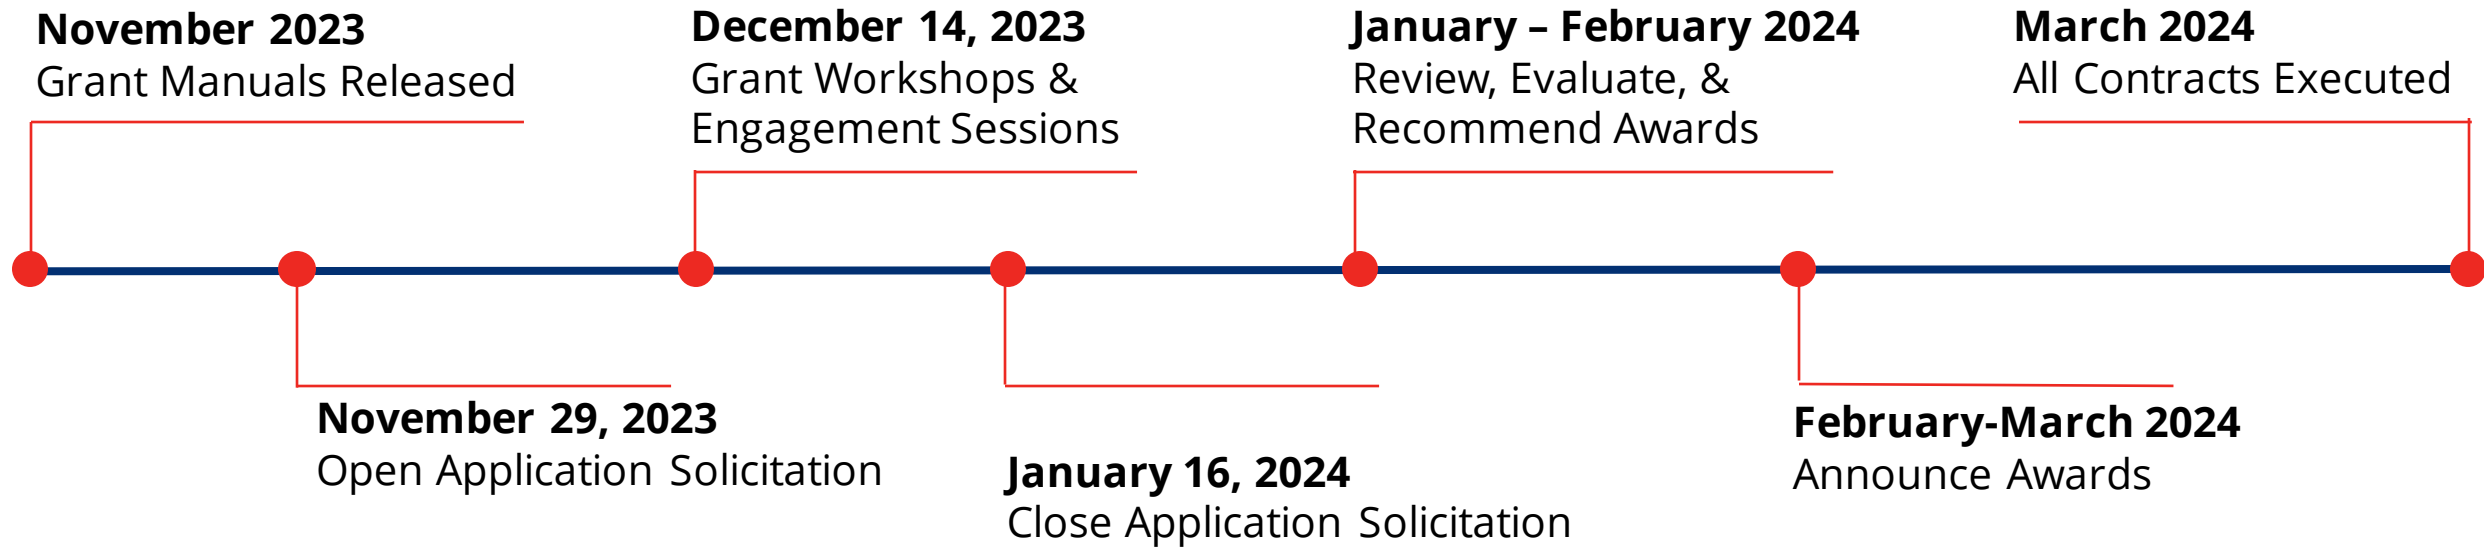 November 2023
Grant Manuals Released
November 29, 2023
Open Application Solicitation
December 14, 2023
Grant Workshops &
Engagement Sessions
January 16, 2024
Close Application Solicitation
January – February 2024
Review, Evaluate, &
Recommend Awards
February-March 2024
Announce Awards
March 2024
All Contracts Executed